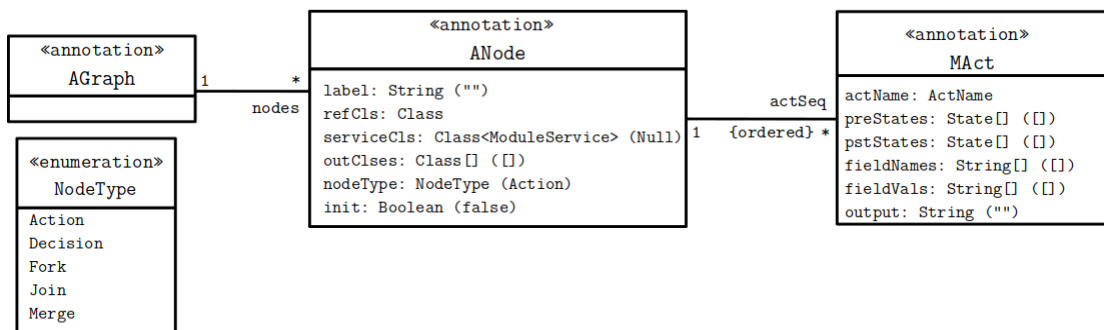 «annotation»
AGraph
1
*
nodes
«annotation»
ANode
label: String ("")
refCls: Class
serviceCls: Class<ModuleService> (Null)
outClses: Class[] ([])
nodeType: NodeType (Action)
init: Boolean (false)
actSeq
1
{ordered} *
«annotation»
MAct
actName: ActName
preStates: State[] ([])
pstStates: State[] ([])
fieldNames: String[] ([])
fieldVals: String[] ([])
output: String ("")
«enumeration»
NodeType
Action
Decision
Fork
Join
Merge